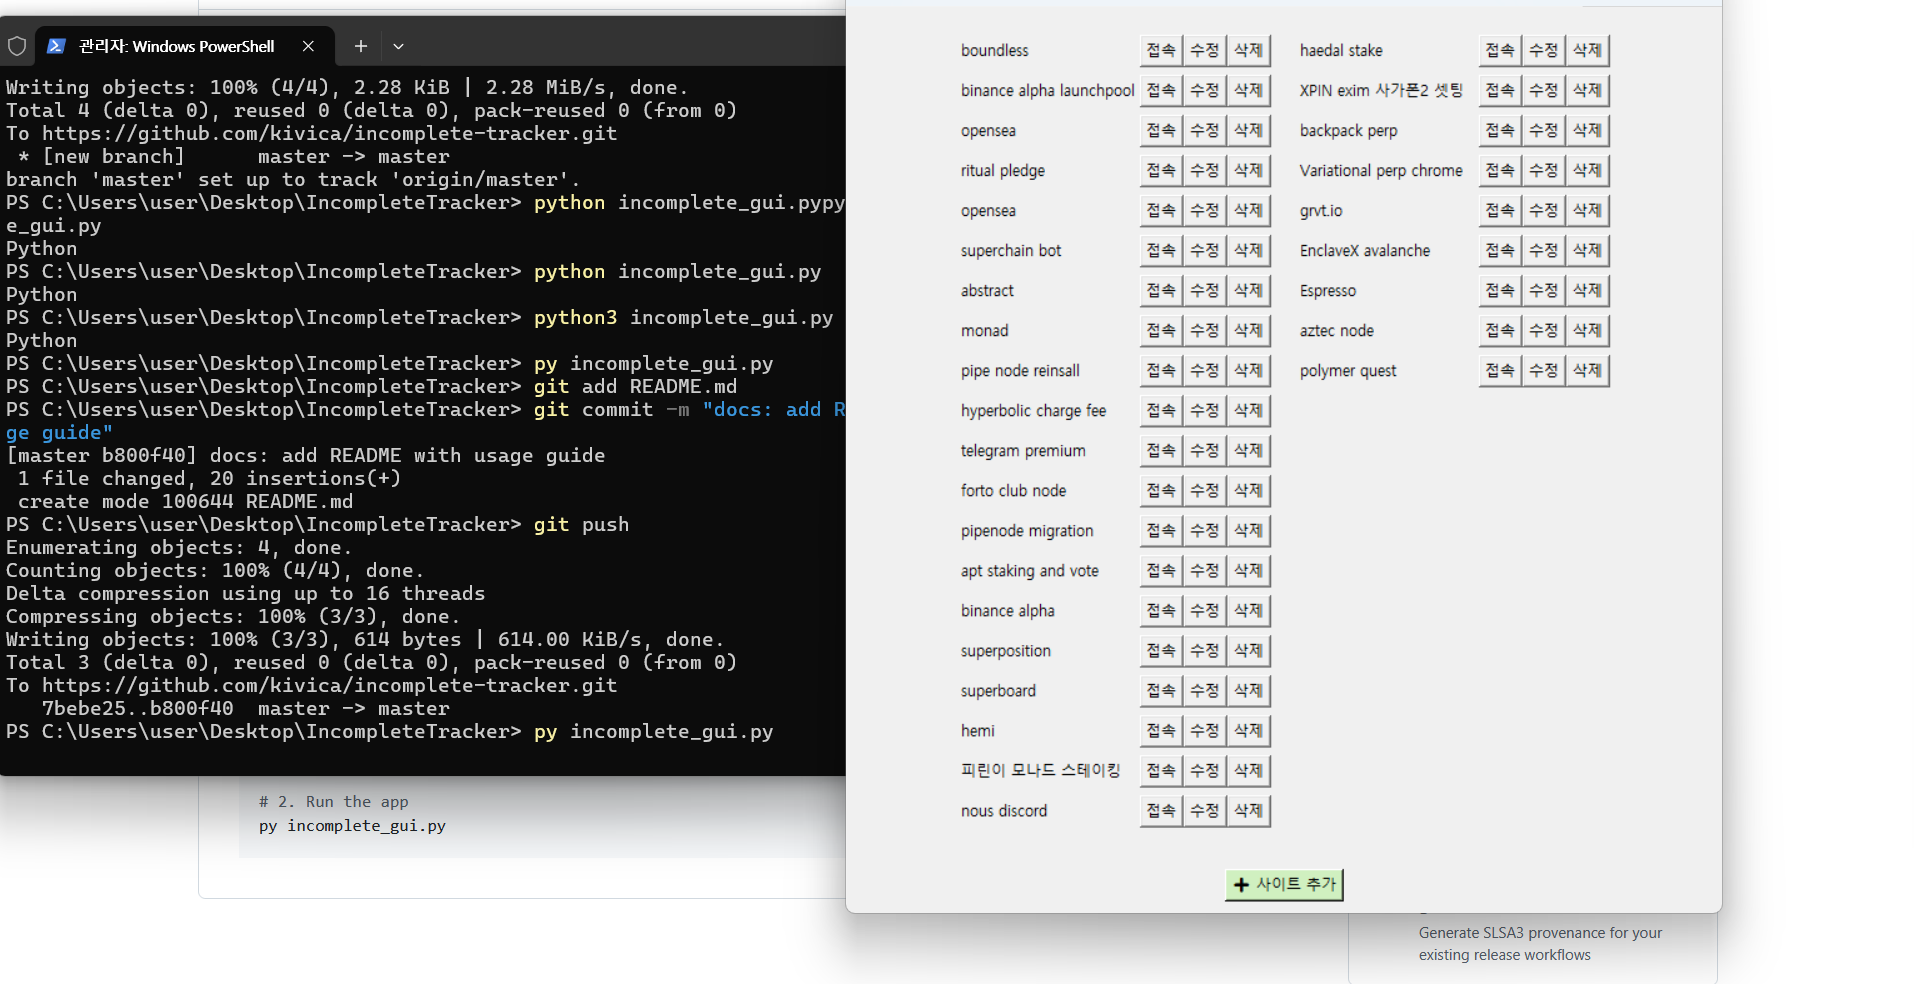 관리자: Windows PowerShell
Writing objects: 100% (4/4), 2.28 KiB | 2.28 MiB/s, done.
Total 4 (delta 0), reused 0 (delta 0), pack-reused 0 (from 0)
To https://github.com/kivica/incomplete-tracker.git
 * [new branch]      master -> master
branch 'master' set up to track 'origin/master'.
PS C:\Users\user\Desktop\IncompleteTracker> python incomplete_gui.pypy
e_gui.py
Python
PS C:\Users\user\Desktop\IncompleteTracker> python incomplete_gui.py
Python
PS C:\Users\user\Desktop\IncompleteTracker> python3 incomplete_gui.py
Python
PS C:\Users\user\Desktop\IncompleteTracker> py incomplete_gui.py
PS C:\Users\user\Desktop\IncompleteTracker> git add README.md
PS C:\Users\user\Desktop\IncompleteTracker> git commit -m "docs: add R
ge guide"
[master b800f40] docs: add README with usage guide
 1 file changed, 20 insertions(+)
 create mode 100644 README.md
PS C:\Users\user\Desktop\IncompleteTracker> git push
Enumerating objects: 4, done.
Counting objects: 100% (4/4), done.
Delta compression using up to 16 threads
Compressing objects: 100% (3/3), done.
Writing objects: 100% (3/3), 614 bytes | 614.00 KiB/s, done.
Total 3 (delta 0), reused 0 (delta 0), pack-reused 0 (from 0)
To https://github.com/kivica/incomplete-tracker.git
   7bebe25..b800f40  master -> master
PS C:\Users\user\Desktop\IncompleteTracker> py incomplete_gui.py
# 2. Run the app
py incomplete_gui.py
boundless 접속 수정 삭제 haedal stake 접속 수정 삭제
binance alpha launchpool 접속 수정 삭제 XPIN exim 사가폰2 셋팅 접속 수정 삭제
opensea 접속 수정 삭제 backpack perp 접속 수정 삭제
ritual pledge 접속 수정 삭제 Variational perp chrome 접속 수정 삭제
opensea 접속 수정 삭제 grvt.io 접속 수정 삭제
superchain bot 접속 수정 삭제 EnclaveX avalanche 접속 수정 삭제
abstract 접속 수정 삭제 Espresso 접속 수정 삭제
monad 접속 수정 삭제 aztec node 접속 수정 삭제
pipe node reinsall 접속 수정 삭제 polymer quest 접속 수정 삭제
hyperbolic charge fee 접속 수정 삭제
telegram premium 접속 수정 삭제
forto club node 접속 수정 삭제
pipenode migration 접속 수정 삭제
apt staking and vote 접속 수정 삭제
binance alpha 접속 수정 삭제
superposition 접속 수정 삭제
superboard 접속 수정 삭제
hemi 접속 수정 삭제
피린이 모나드 스테이킹 접속 수정 삭제
nous discord 접속 수정 삭제
➕ 사이트 추가
Generate SLSA3 provenance for your
existing release workflows